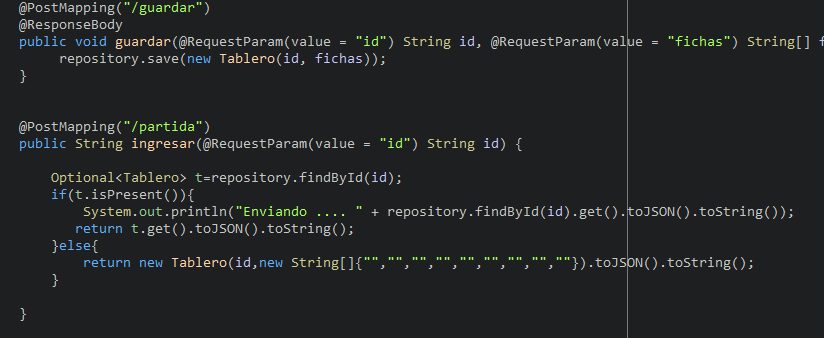 @PostMapping("/guardar")
@ResponseBody
public void guardar(@RequestParam(value = "id") String id, @RequestParam(value = "fichas") String[] f
repository.save(new Tablero(id, fichas));
}
@PostMapping("/partida")
public String ingresar(@RequestParam(value = "id") String id) {
Optional<Tablero> t=repository.findById(id);
if(t.isPresent()){
System.out.println("Enviando .... " + repository.findById(id).get().toJSON().toString());
return t.get().toJSON().toString();
}else{
return new Tablero(id,new String[]{"","","","","","","","",""}).toJSON().toString();
}
}